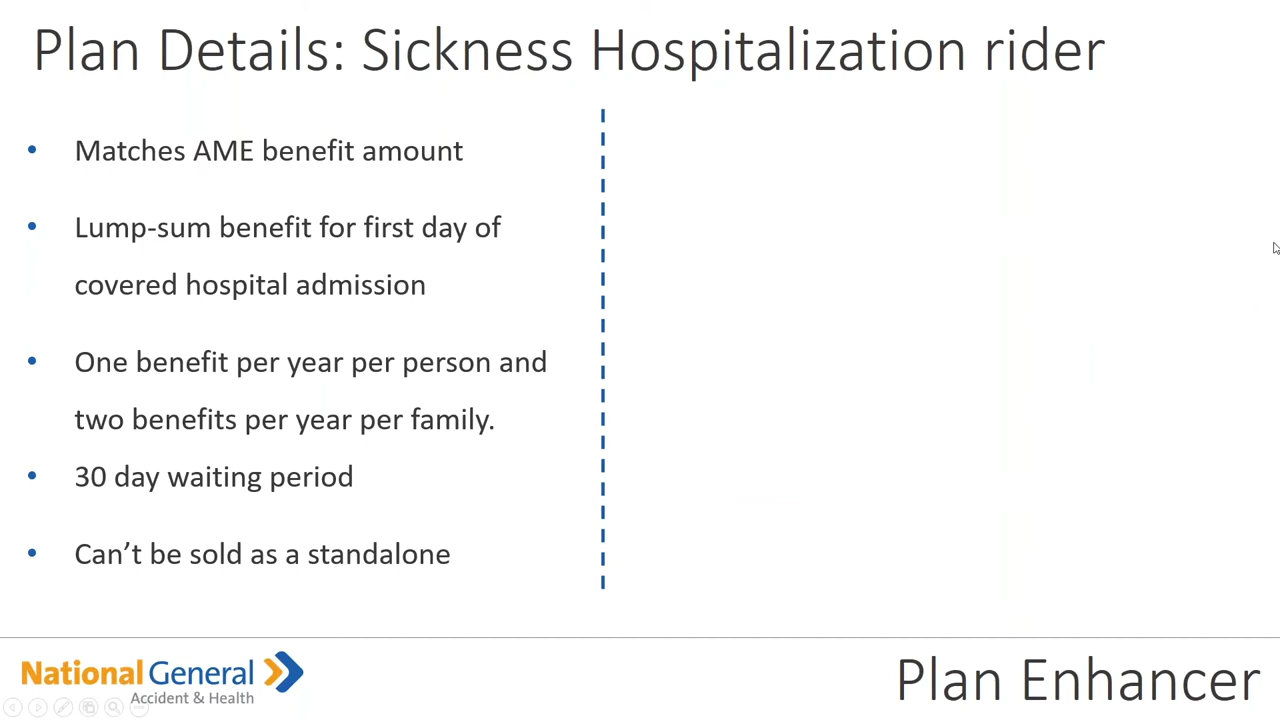 Plan Details: Sickness Hospitalization rider
• Matches AME benefit amount
• Lump-sum benefit for first day of
covered hospital admission
• One benefit per year per person and
two benefits per year per family.
• 30 day waiting period
• Can’t be sold as a standalone
National General
Accident & Health
Plan Enhancer